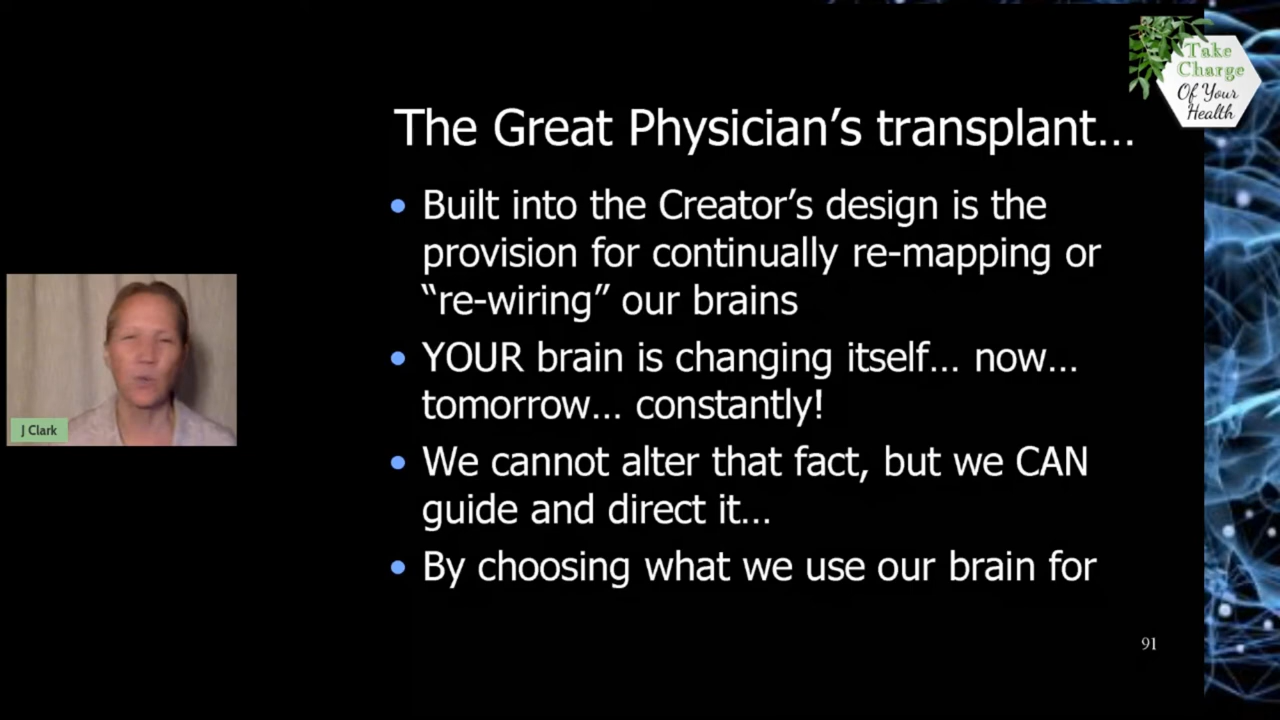 Take
Charge
Of Your
Health
The Great Physician’s transplant…
• Built into the Creator’s design is the
provision for continually re-mapping or
“re-wiring” our brains
• YOUR brain is changing itself… now…
tomorrow… constantly!
• We cannot alter that fact, but we CAN
guide and direct it…
• By choosing what we use our brain for
J Clark
91